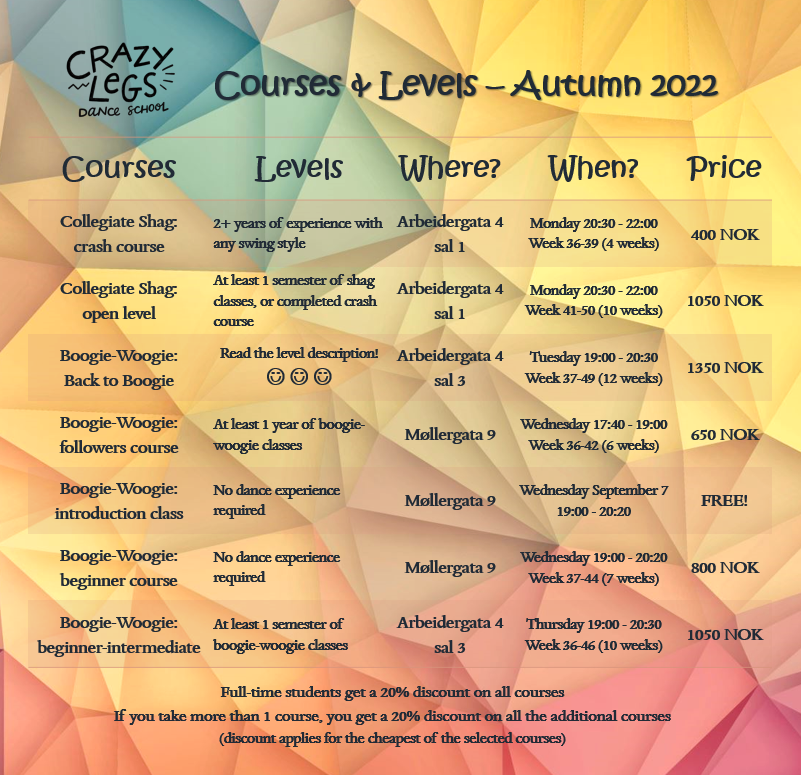 CRAZY
LEGS
DANCE SCHOOL
Courses & Levels – Autumn 2022
Courses Levels Where? When? Price
Collegiate Shag:
crash course
2+ years of experience with
any swing style
Arbeidergata 4
sal 1
Monday 20:30 - 22:00
Week 36-39 (4 weeks)
400 NOK
Collegiate Shag:
open level
At least 1 semester of shag
classes, or completed crash
course
Arbeidergata 4
sal 1
Monday 20:30 - 22:00
Week 41-50 (10 weeks)
1050 NOK
Boogie-Woogie:
Back to Boogie
Read the level description!
☺ ☺ ☺
Arbeidergata 4
sal 3
Tuesday 19:00 - 20:30
Week 37-49 (12 weeks)
1350 NOK
Boogie-Woogie:
followers course
At least 1 year of boogie-
woogie classes
Møllergata 9
Wednesday 17:40 - 19:00
Week 36-42 (6 weeks)
650 NOK
Boogie-Woogie:
introduction class
No dance experience
required
Møllergata 9
Wednesday September 7
19:00 - 20:20
FREE!
Boogie-Woogie:
beginner course
No dance experience
required
Møllergata 9
Wednesday 19:00 - 20:20
Week 37-44 (7 weeks)
800 NOK
Boogie-Woogie:
beginner-intermediate
At least 1 semester of
boogie-woogie classes
Arbeidergata 4
sal 3
Thursday 19:00 - 20:30
Week 36-46 (10 weeks)
1050 NOK
Full-time students get a 20% discount on all courses
If you take more than 1 course, you get a 20% discount on all the additional courses
(discount applies for the cheapest of the selected courses)